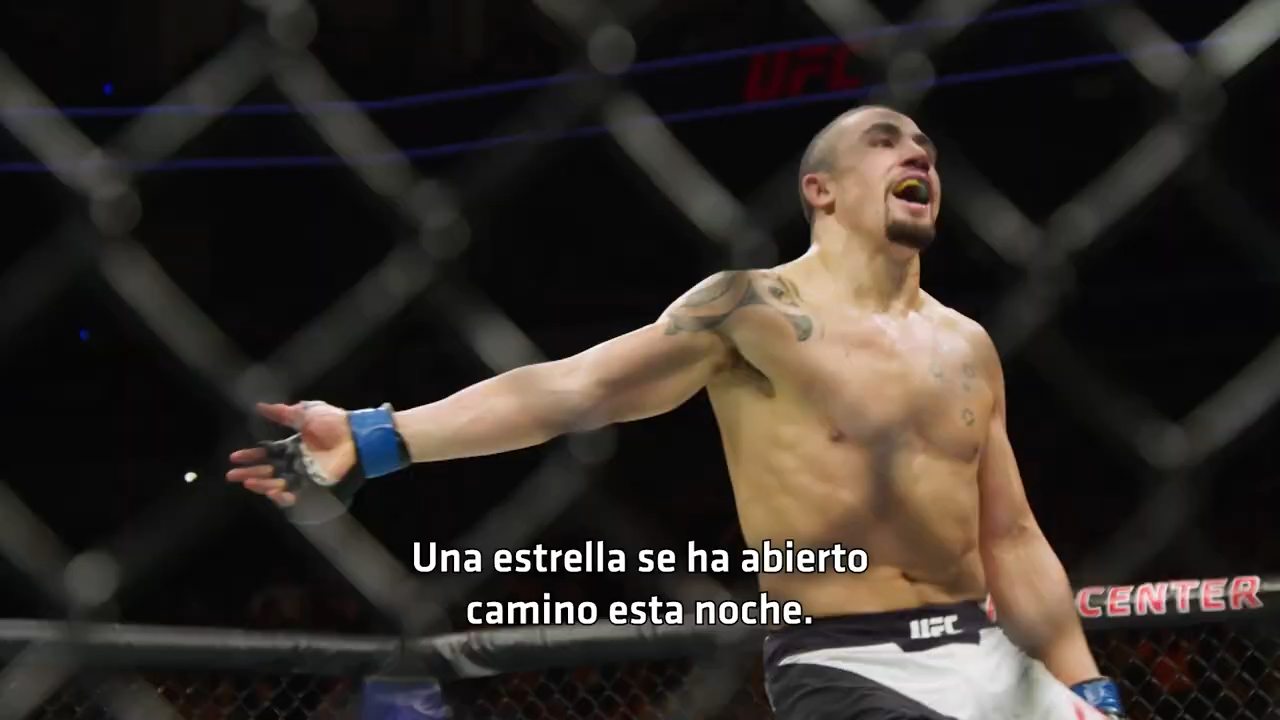 UFC
Una estrella se ha abierto
camino esta noche.
CENTER
UFC